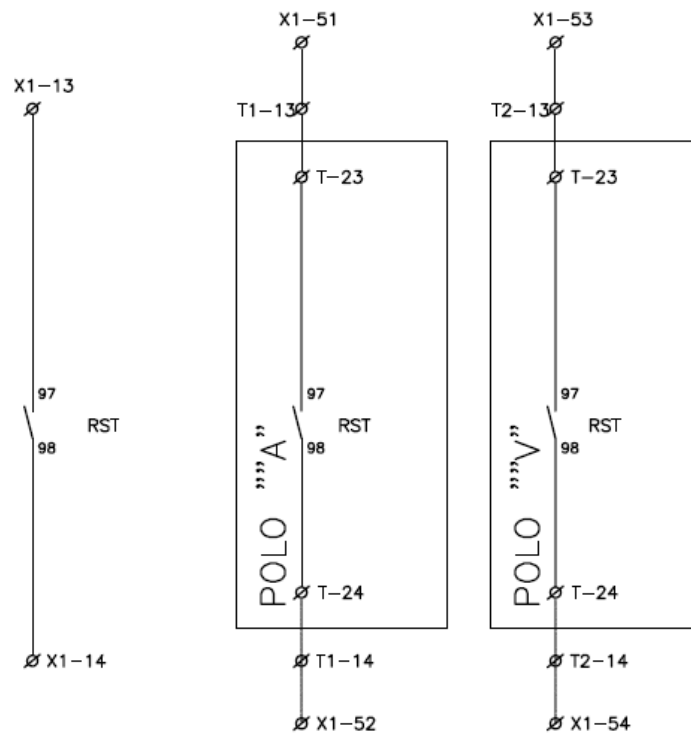 X1-51
X1-53
X1-13
T1-13
T2-13
T-23
T-23
97
97
97
RST
RST
RST
98
98
98
POLO ""A"
POLO ""V"
T-24
T-24
X1-14
T1-14
T2-14
X1-52
X1-54